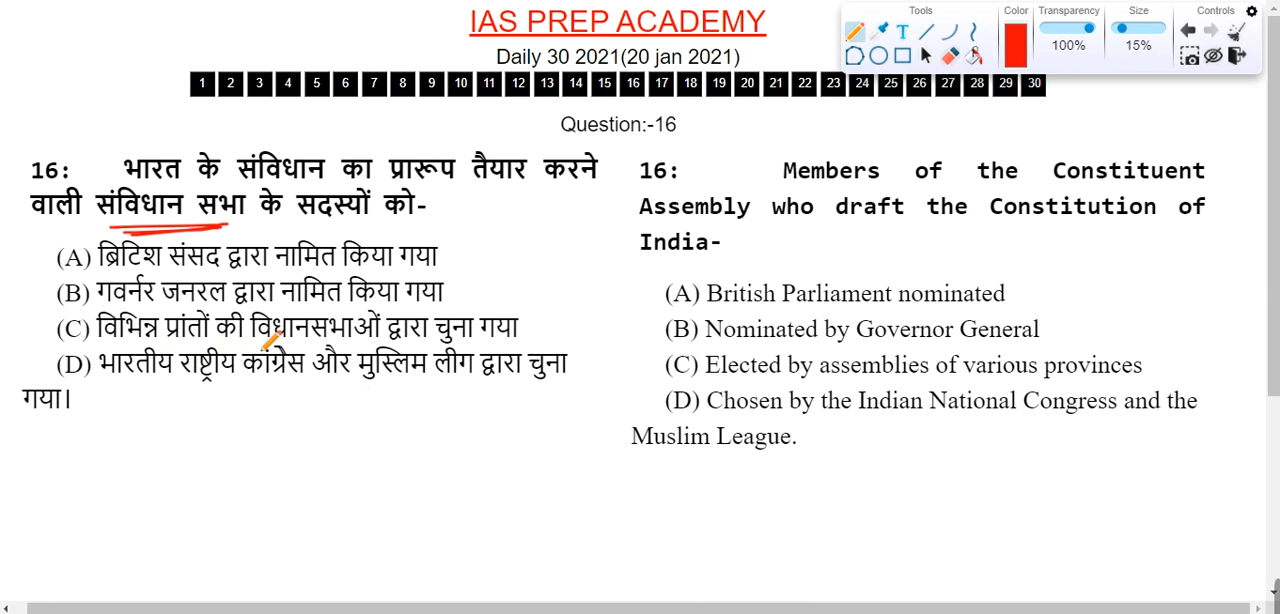 IAS PREP ACADEMY
Daily 30 2021(20 jan 2021)
1 2 3 4 5 6 7 8 9 10 11 12 13 14 15 16 17 18 19 20 21 22 23 24 25 26 27 28 29 30
Tools
Color
Transparency
Size
Controls
T
100%
15%
Question:-16
16: भारत के संविधान का प्रारूप तैयार करने
वाली संविधान सभा के सदस्यों को-
(A) ब्रिटिश संसद द्वारा नामित किया गया
(B) गवर्नर जनरल द्वारा नामित किया गया
(C) विभिन्न प्रांतों की विधानसभाओं द्वारा चुना गया
(D) भारतीय राष्ट्रीय कांग्रेस और मुस्लिम लीग द्वारा चुना
गया।
16: Members of the Constituent
Assembly who draft the Constitution of
India-
(A) British Parliament nominated
(B) Nominated by Governor General
(C) Elected by assemblies of various provinces
(D) Chosen by the Indian National Congress and the
Muslim League.